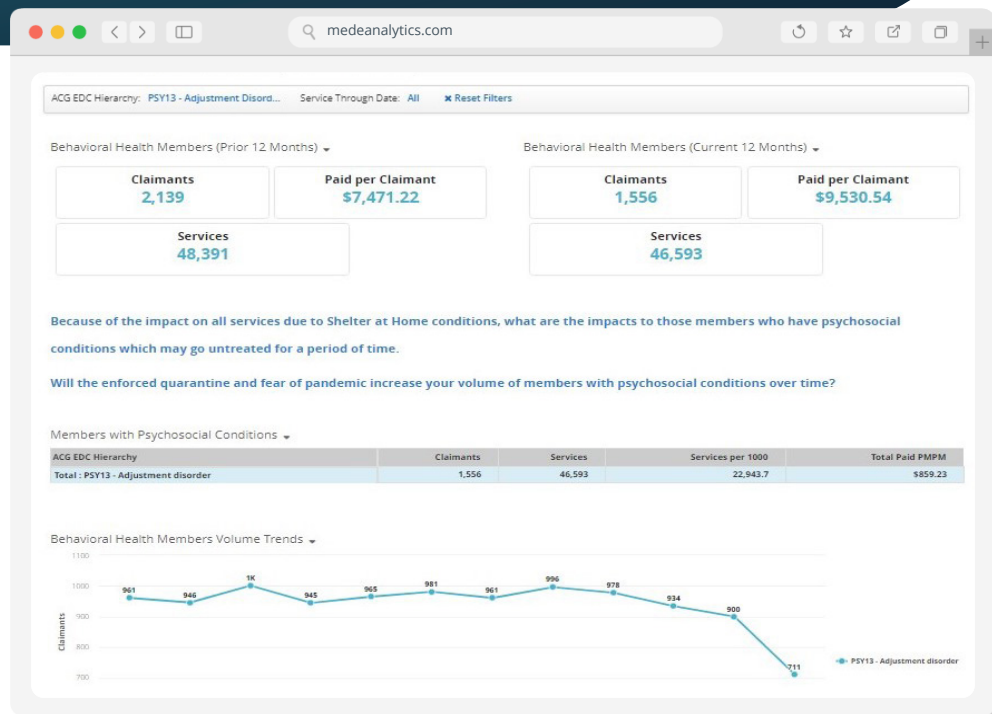 medeanalytics.com
ACG EDC Hierarchy: PSY13 - Adjustment Disord... Service Through Date: All × Reset Filters
Behavioral Health Members (Prior 12 Months)
Behavioral Health Members (Current 12 Months)
Claimants
2,139
Paid per Claimant
$7,471.22
Claimants
1,556
Paid per Claimant
$9,530.54
Services
48,391
Services
46,593
Because of the impact on all services due to Shelter at Home conditions, what are the impacts to those members who have psychosocial
conditions which may go untreated for a period of time.
Will the enforced quarantine and fear of pandemic increase your volume of members with psychosocial conditions over time?
Members with Psychosocial Conditions
ACG EDC Hierarchy Claimants Services Services per 1000 Total Paid PMPM
Total : PSY13 - Adjustment disorder 1,556 46,593 22,943.7 $859.23
Behavioral Health Members Volume Trends
1100
1000
900
800
700
Claimants
961 946 1K 945 965 981 961 996 978 934 900 711
PSY13 - Adjustment disorder